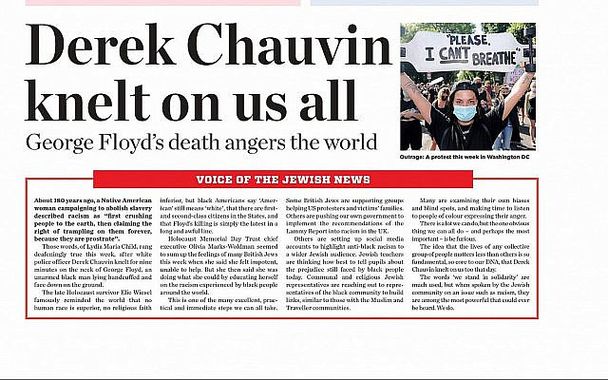 Derek Chauvin
knelt on us all
George Floyd's death angers the world
"PLEASE,
I CAN'T
BREATHE"
Outrage: A protest this week in Washington DC
VOICE OF THE JEWISH NEWS
About 180 years ago, a Native American
woman campaigning to abolish slavery
described racism as "first crushing
people to the earth, then claiming the
right of trampling on them forever,
because they are prostrate".
Those words, of Lydia Maria Child, rang
deafeningly true this week, after white
police officer Derek Chauvin knelt for nine
minutes on the neck of George Floyd, an
unarmed black man lying handcuffed and
face down on the ground.
The late Holocaust survivor Elie Wiesel
famously reminded the world that no
human race is superior, no religious faith
inferior, but black Americans say 'Amer-
ican' still means 'white', that there are first-
and second-class citizens in the States, and
that Floyd's killing is simply the latest in a
long and awful line.
Holocaust Memorial Day Trust chief
executive Olivia Marks-Woldman seemed
to sum up the feelings of many British Jews
this week when she said she felt impotent,
unable to help. But she then said she was
doing what she could by educating herself
on the racism experienced by black people
around the world.
This is one of the many excellent, practi-
cal and immediate steps we can all take.
Some British Jews are supporting groups
helping US protesters and victims' families.
Others are pushing our own government to
implement the recommendations of the
Lammy Report into racism in the UK.
Others are setting up social media
accounts to highlight anti-black racism to
a wider Jewish audience. Jewish teachers
are thinking how best to tell pupils about
the prejudice still faced by black people
today. Communal and religious Jewish
representatives are reaching out to repre-
sentatives of the black community to build
links, similar to those with the Muslim and
Traveller communities.
Many are examining their own biases
and blind spots, and making time to listen
to people of colour expressing their anger.
There is a lot we can do, but the one obvious
thing we can all do – and perhaps the most
important – is be furious.
The idea that the lives of any collective
group of people matters less than others is so
fundamental, so core to our DNA, that Derek
Chauvin knelt on us too that day.
The words 'we stand in solidarity' are
much used, but when spoken by the Jewish
community on an issue such as racism, they
are among the most powerful that could ever
be heard. We do.